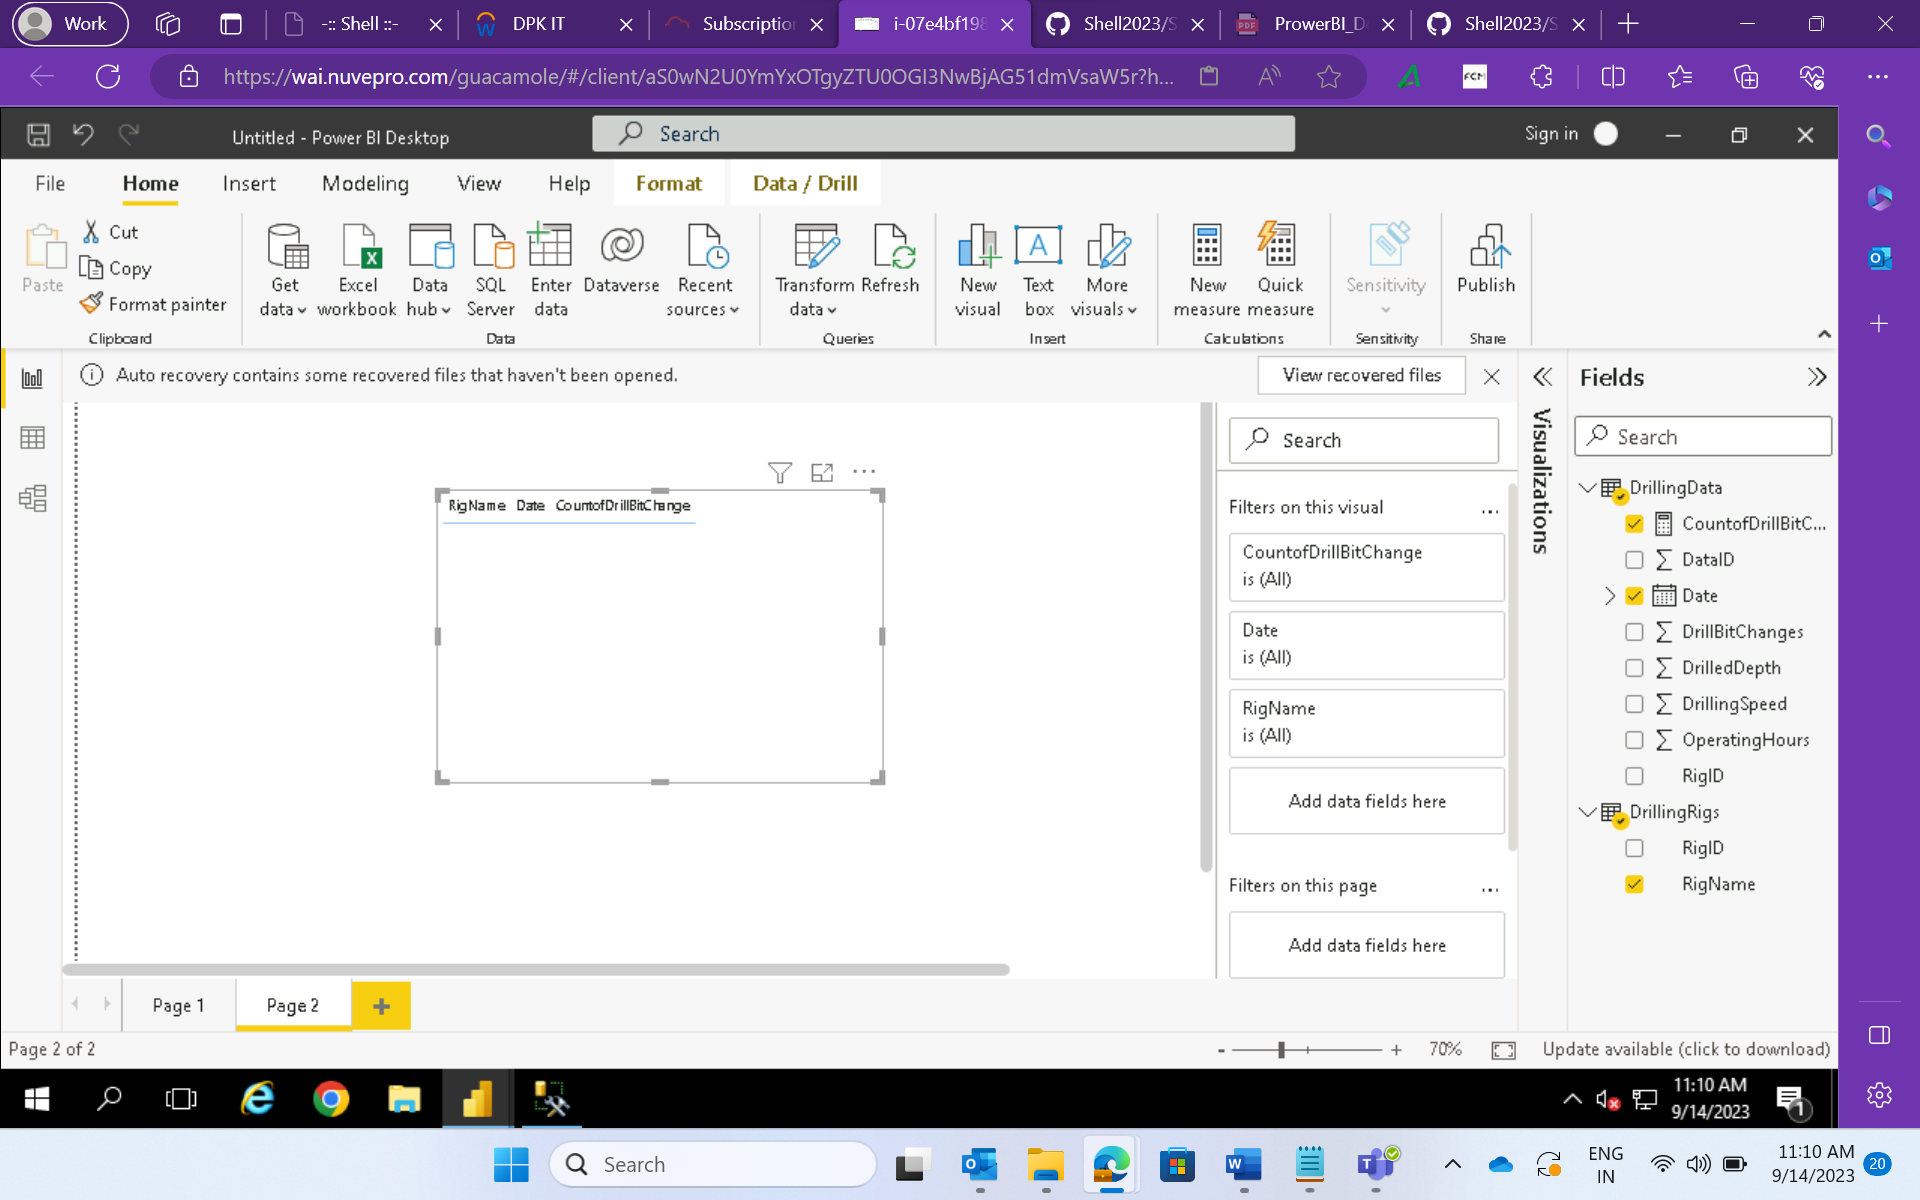 Work
-:: Shell ::-
DPK IT
Subscription
i-07e4bf198
Shell2023/S
ProwerBI_D
Shell2023/S
https://wai.nuvepro.com/guacamole/#/client/aS0wN2U0YmYxOTgyZTU0OGI3NwBjAG51dmVsaW5r?h...
FCM
Untitled - Power BI Desktop
Search
Sign in
File
Home
Insert
Modeling
View
Help
Format
Data / Drill
Paste
Cut
Copy
Format painter
Clipboard
Get data
Excel workbook
Data hub
SQL Server
Enter data
Dataverse
Recent sources
Data
Transform data
Refresh
Queries
New visual
Text box
More visuals
Insert
New measure
Quick measure
Calculations
Sensitivity
Sensitivity
Publish
Share
Auto recovery contains some recovered files that haven't been opened.
View recovered files
RigName Date CountofDrillBitChange
Search
Filters on this visual
CountofDrillBitChange
is (All)
Date
is (All)
RigName
is (All)
Add data fields here
Filters on this page
Add data fields here
Visualizations
Fields
Search
DrillingData
CountofDrillBitC...
DataID
Date
DrillBitChanges
DrilledDepth
DrillingSpeed
OperatingHours
RigID
DrillingRigs
RigID
RigName
Page 1
Page 2
Page 2 of 2
- + 70%
Update available (click to download)
11:10 AM
9/14/2023
1
Search
ENG
IN
11:10 AM
9/14/2023
20